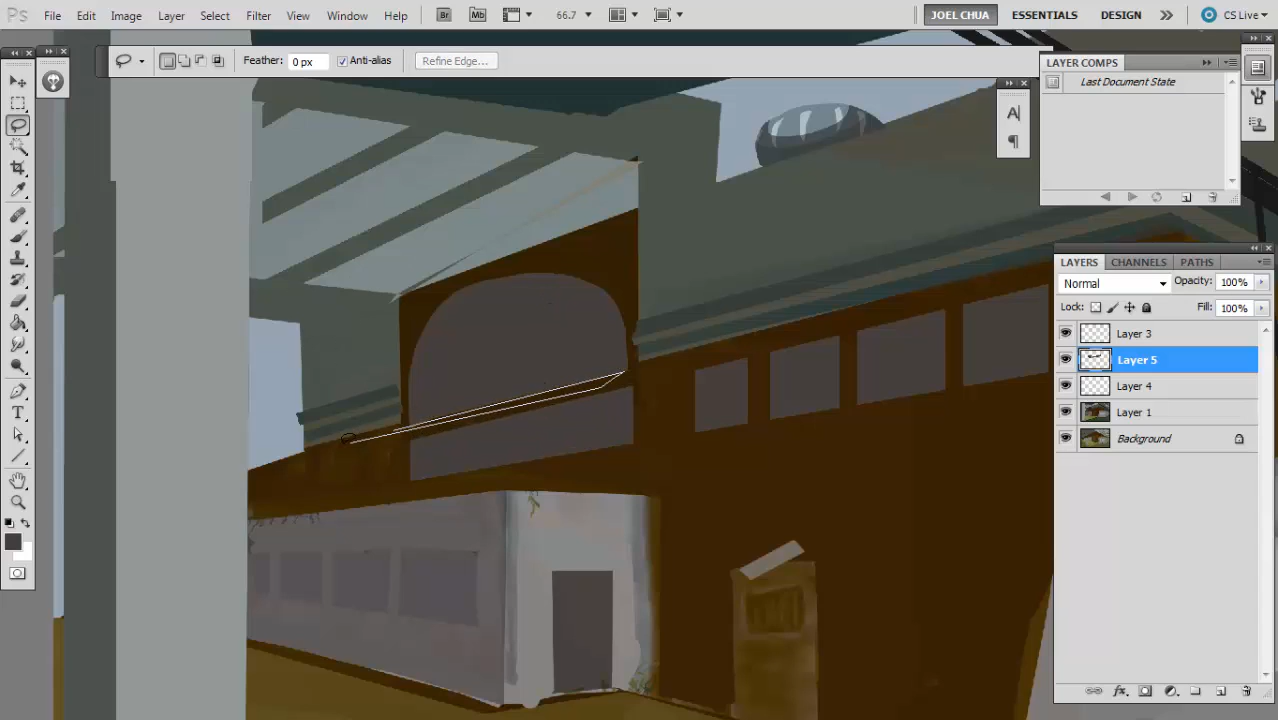 Ps File Edit Image Layer Select Filter View Window Help Br Mb 66.7 JOEL CHUA ESSENTIALS DESIGN CS Live
Feather: 0 px Anti-alias Refine Edge...
LAYER COMPS
Last Document State
A
T
LAYERS CHANNELS PATHS
Normal Opacity: 100%
Lock: Fill: 100%
Layer 3
Layer 5
Layer 4
Layer 1
Background
fx